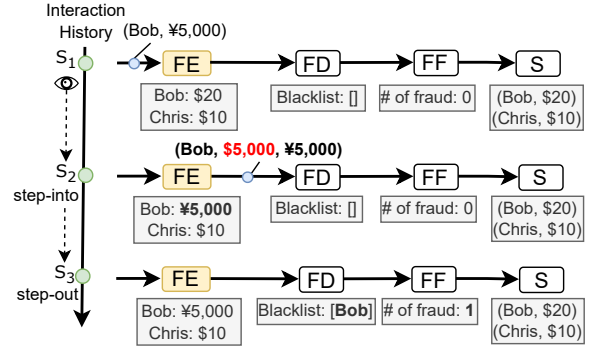 Interaction
History
(Bob, ¥5,000)
S1
FE
FD
FF
S
Bob: $20
Chris: $10
Blacklist: []
# of fraud: 0
(Bob, $20)
(Chris, $10)
(Bob, $5,000, ¥5,000)
S2
step-into
FE
FD
FF
S
Bob: ¥5,000
Chris: $10
Blacklist: []
# of fraud: 0
(Bob, $20)
(Chris, $10)
S3
step-out
FE
FD
FF
S
Bob: ¥5,000
Chris: $10
Blacklist: [Bob]
# of fraud: 1
(Bob, $20)
(Chris, $10)